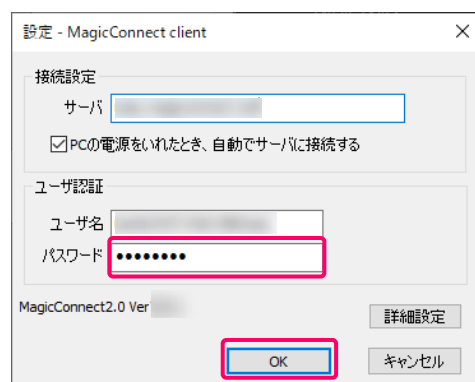 設定 - MagicConnect client
接続設定
サーバ
PCの電源をいれたとき、自動でサーバに接続する
ユーザ認証
ユーザ名
パスワード ●●●●●●●●
MagicConnect2.0 Ver
詳細設定
OK
キャンセル